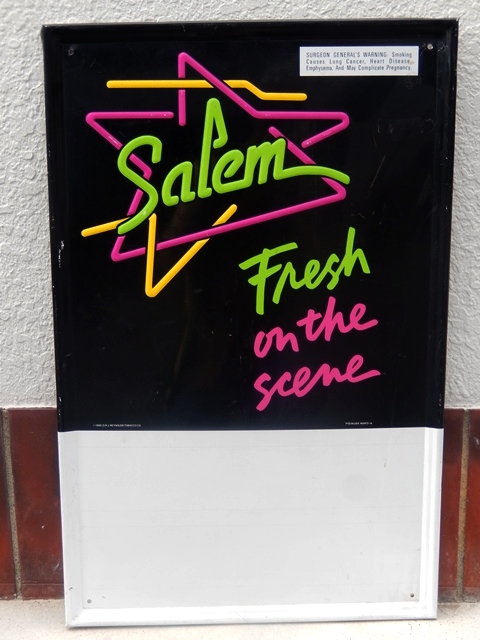 SURGEON GENERAL'S WARNING: Smoking
Causes Lung Cancer, Heart Disease,
Emphysema, And May Complicate Pregnancy.
Salem
Fresh
on the
scene